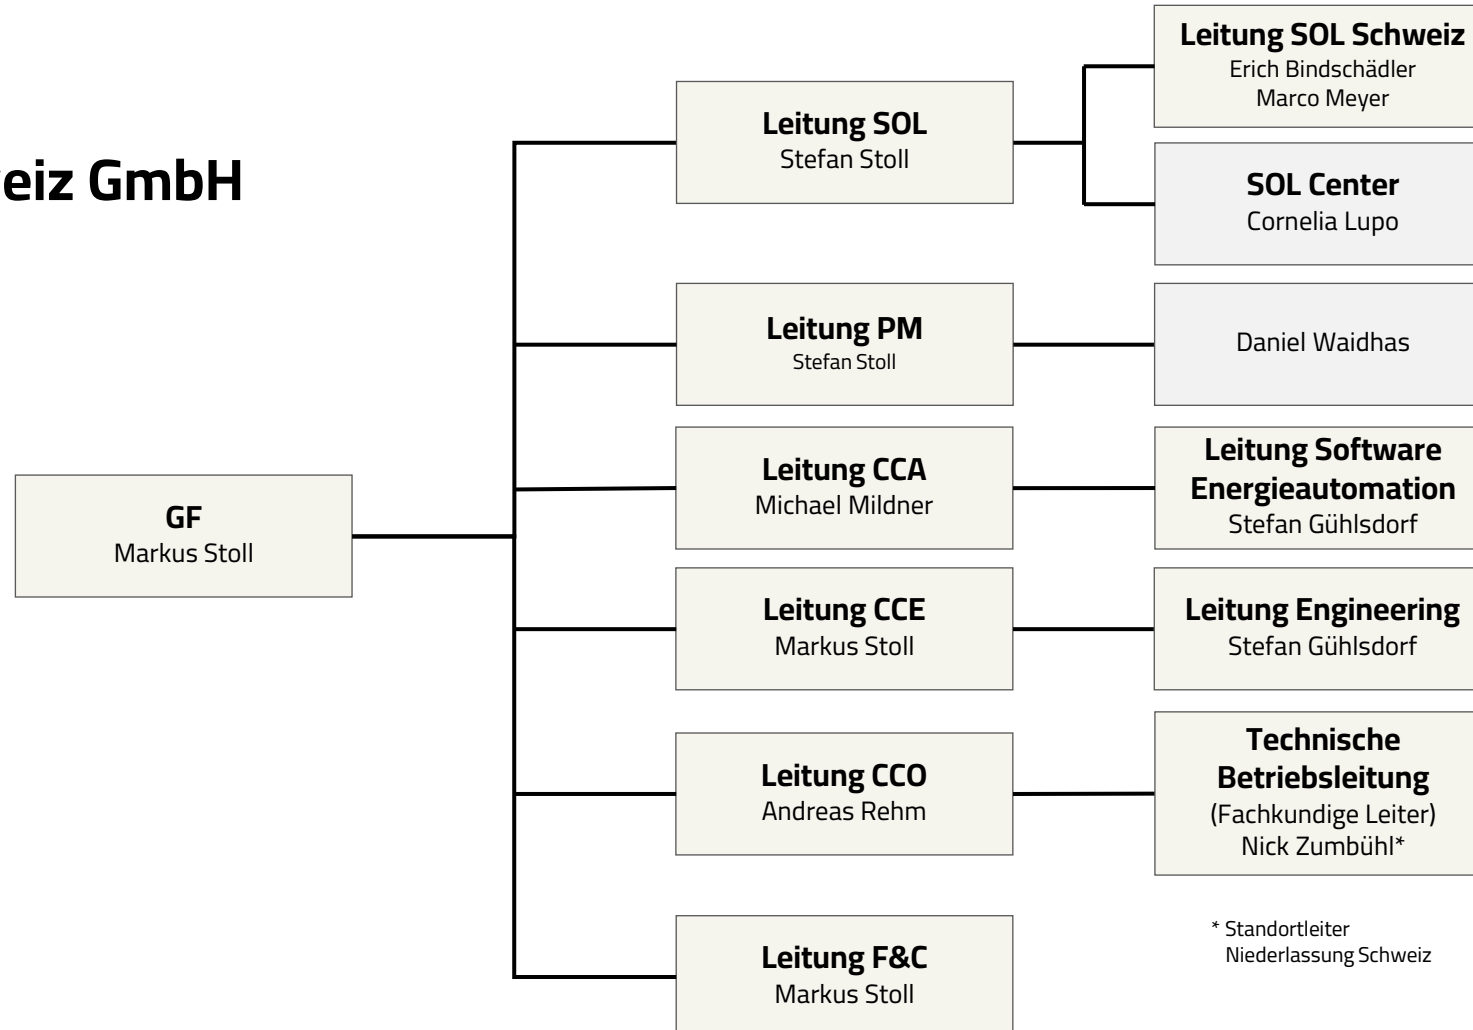 eiz GmbH
GF
Markus Stoll
Leitung SOL
Stefan Stoll
Leitung SOL Schweiz
Erich Bindschädler
Marco Meyer
SOL Center
Cornelia Lupo
Leitung PM
Stefan Stoll
Daniel Waidhas
Leitung CCA
Michael Mildner
Leitung Software
Energieautomation
Stefan Gühlsdorf
Leitung CCE
Markus Stoll
Leitung Engineering
Stefan Gühlsdorf
Leitung CCO
Andreas Rehm
Technische
Betriebsleitung
(Fachkundige Leiter)
Nick Zumbühl*
Leitung F&C
Markus Stoll
* Standortleiter
Niederlassung Schweiz